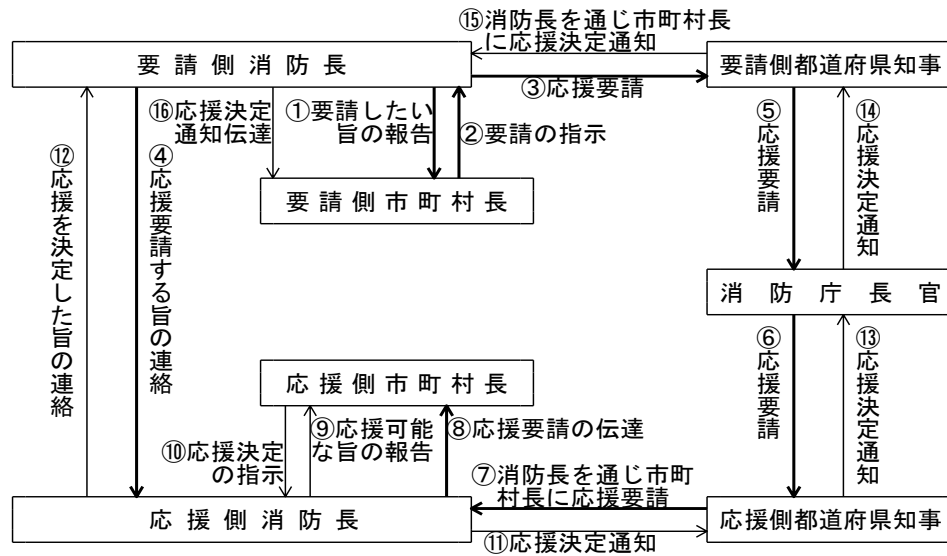 ⑮消防長を通じ市町村長
に応援決定通知
要請側消防長
要請側都道府県知事
③応援要請
⑯応援決定
通知伝達
①要請したい
旨の報告
②要請の指示
⑤応援要請
⑭応援決定通知
⑫応援を決定した旨の連絡
④応援要請する旨の連絡
要請側市町村長
消防庁長官
⑥応援要請
⑬応援決定通知
応援側市町村長
⑩応援決定
の指示
⑨応援可能
な旨の報告
⑧応援要請の伝達
⑦消防長を通じ市町
村長に応援要請
応援側消防長
応援側都道府県知事
⑪応援決定通知